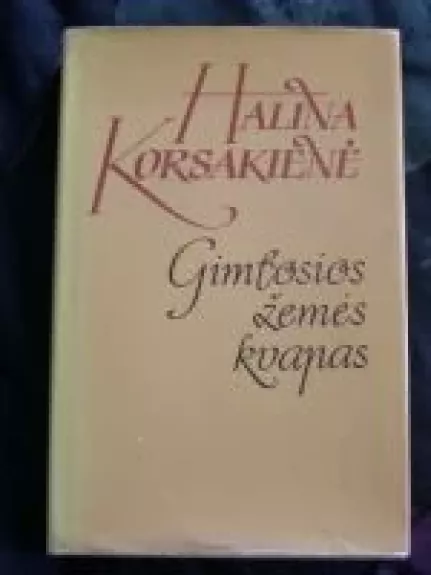 HALINA
KORSAKIENĖ
Gimtosios
žemės
kvapas